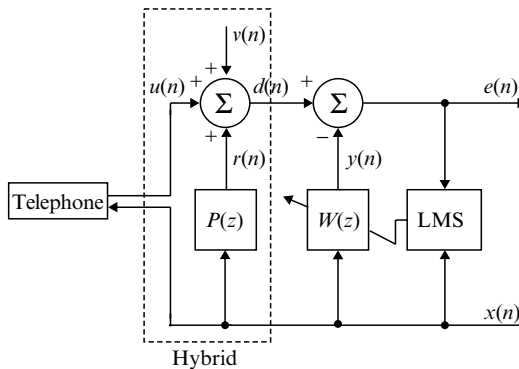 v(n)
+
u(n)
+
d(n)
+
e(n)
Σ
Σ
+
−
r(n)
y(n)
Telephone
P(z)
W(z)
LMS
x(n)
Hybrid